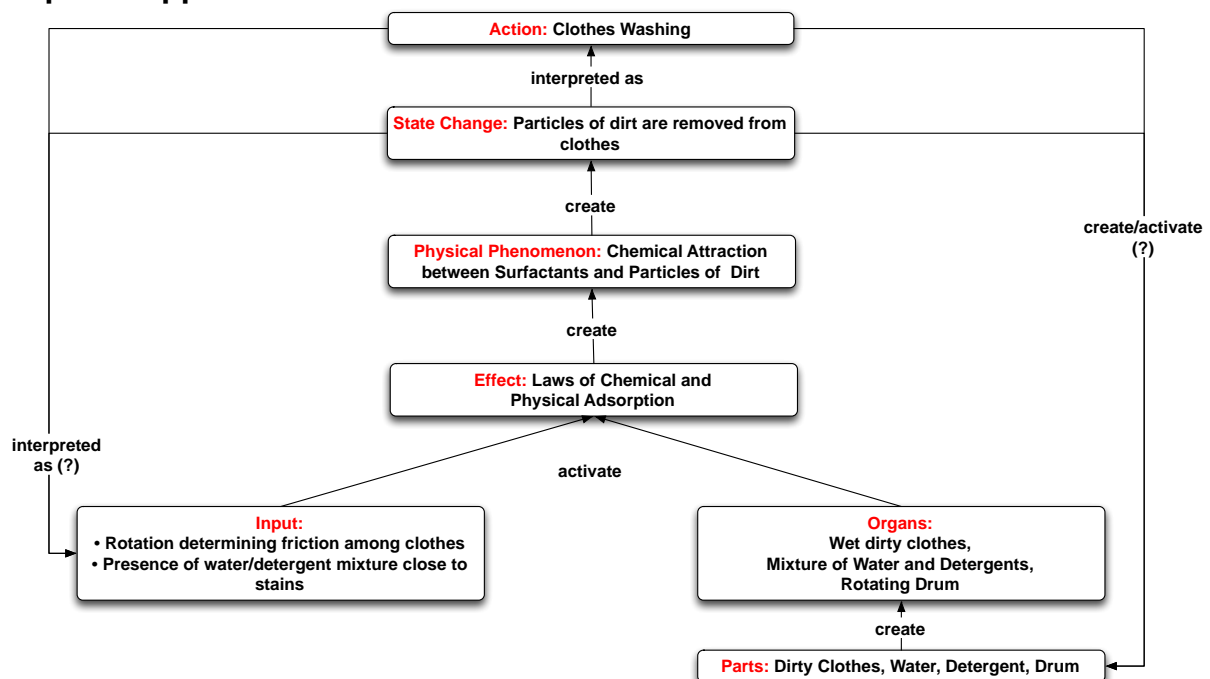 Action: Clothes Washing
interpreted as
State Change: Particles of dirt are removed from
clothes
create
create/activate
(?)
Physical Phenomenon: Chemical Attraction
between Surfactants and Particles of  Dirt
create
Effect: Laws of Chemical and
Physical Adsorption
interpreted
as (?)
activate
Input:
• Rotation determining friction among clothes
• Presence of water/detergent mixture close to
stains
Organs:
Wet dirty clothes,
Mixture of Water and Detergents,
Rotating Drum
create
Parts: Dirty Clothes, Water, Detergent, Drum